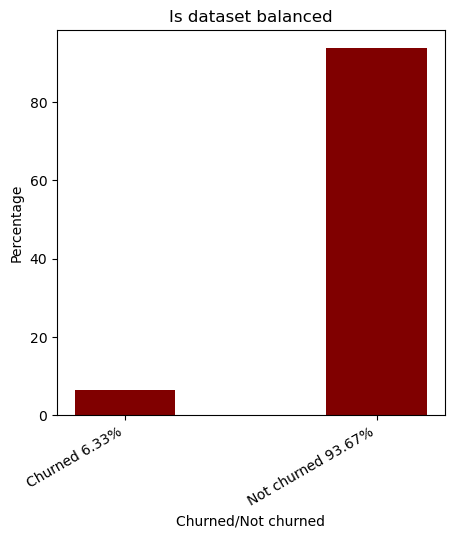 Is dataset balanced
Percentage
80
60
40
20
0
Churned 6.33%
Not churned 93.67%
Churned/Not churned